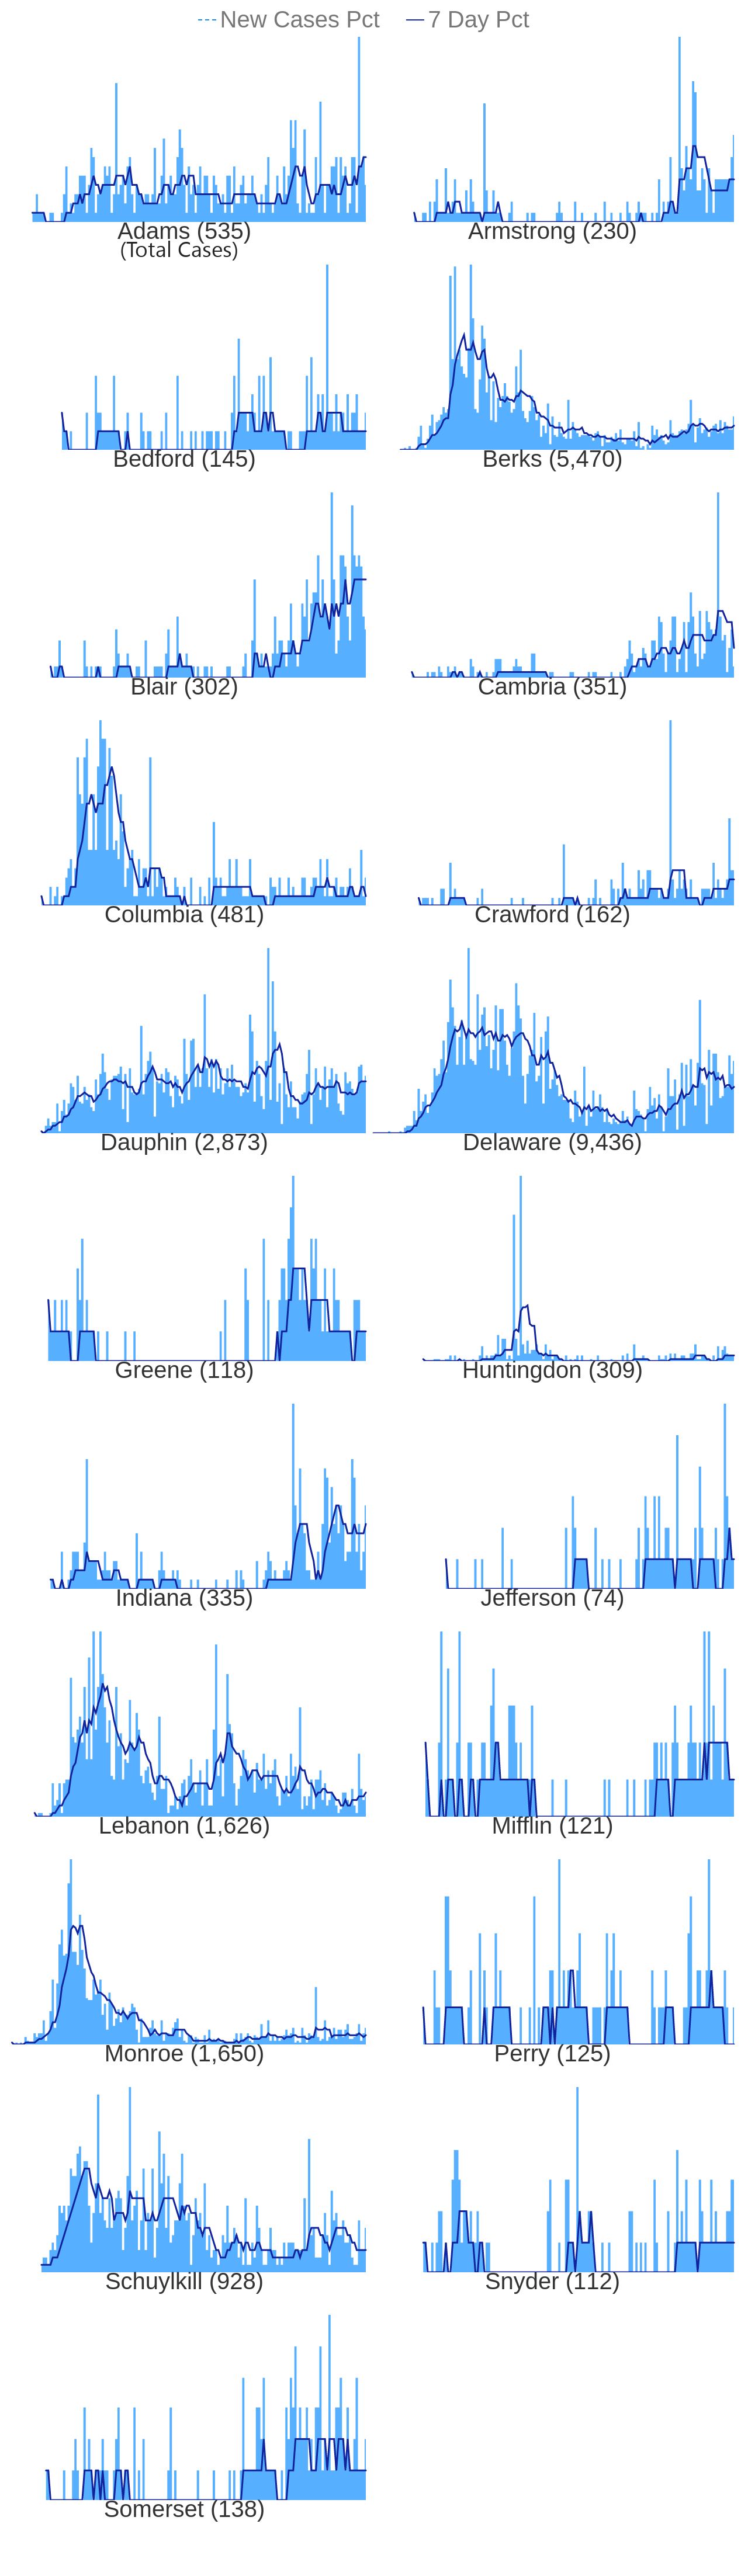 New Cases Pct 7 Day Pct
Adams (535) Armstrong (230)
(Total Cases)
Bedford (145) Berks (5,470)
Blair (302) Cambria (351)
Columbia (481) Crawford (162)
Dauphin (2,873) Delaware (9,436)
Greene (118) Huntingdon (309)
Indiana (335) Jefferson (74)
Lebanon (1,626) Mifflin (121)
Monroe (1,650) Perry (125)
Schuylkill (928) Snyder (112)
Somerset (138)